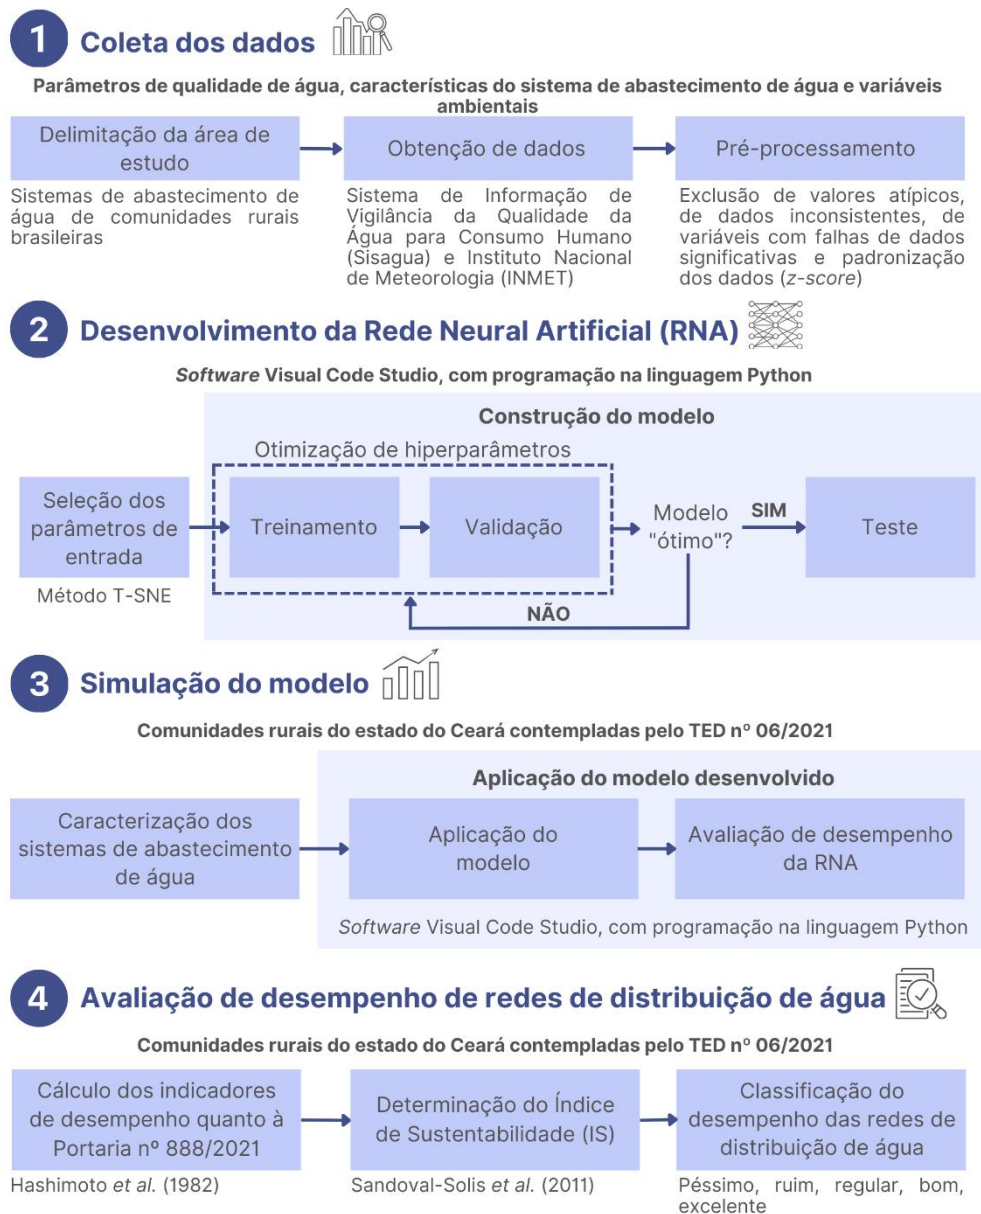 1 Coleta dos dados
Parâmetros de qualidade de água, características do sistema de abastecimento de água e variáveis
ambientais
Delimitação da área de
estudo
Obtenção de dados
Pré-processamento
Sistemas de abastecimento de
água de comunidades rurais
brasileiras
Sistema de Informação de
Vigilância da Qualidade da
Água para Consumo Humano
(Sisagua) e Instituto Nacional
de Meteorologia (INMET)
Exclusão de valores atípicos,
de dados inconsistentes, de
variáveis com falhas de dados
significativas e padronização
dos dados (z-score)
2 Desenvolvimento da Rede Neural Artificial (RNA)
Software Visual Code Studio, com programação na linguagem Python
Construção do modelo
Otimização de hiperparâmetros
Seleção dos
parâmetros de
entrada
Método T-SNE
Treinamento
Validação
Modelo
"ótimo"?
SIM
Teste
NÃO
3 Simulação do modelo
Comunidades rurais do estado do Ceará contempladas pelo TED nº 06/2021
Aplicação do modelo desenvolvido
Caracterização dos
sistemas de abastecimento
de água
Aplicação do
modelo
Avaliação de desempenho
da RNA
Software Visual Code Studio, com programação na linguagem Python
4 Avaliação de desempenho de redes de distribuição de água
Comunidades rurais do estado do Ceará contempladas pelo TED nº 06/2021
Cálculo dos indicadores
de desempenho quanto à
Portaria nº 888/2021
Determinação do Índice
de Sustentabilidade (IS)
Classificação do
desempenho das redes de
distribuição de água
Hashimoto et al. (1982)
Sandoval-Solis et al. (2011)
Péssimo, ruim, regular, bom,
excelente